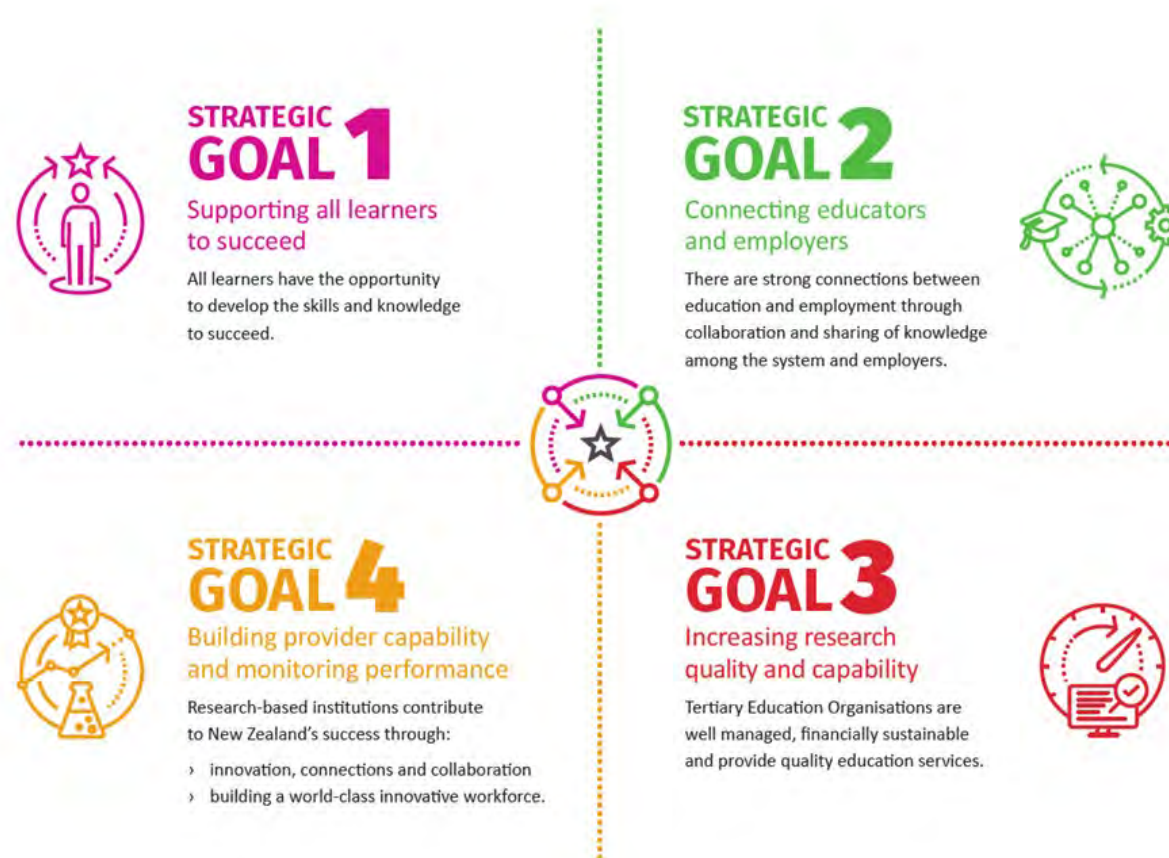 STRATEGIC
GOAL 1
Supporting all learners
to succeed
All learners have the opportunity
to develop the skills and knowledge
to succeed.
STRATEGIC
GOAL 2
Connecting educators
and employers
There are strong connections between
education and employment through
collaboration and sharing of knowledge
among the system and employers.
STRATEGIC
GOAL 4
Building provider capability
and monitoring performance
Research-based institutions contribute
to New Zealand's success through:
› innovation, connections and collaboration
› building a world-class innovative workforce.
STRATEGIC
GOAL 3
Increasing research
quality and capability
Tertiary Education Organisations are
well managed, financially sustainable
and provide quality education services.